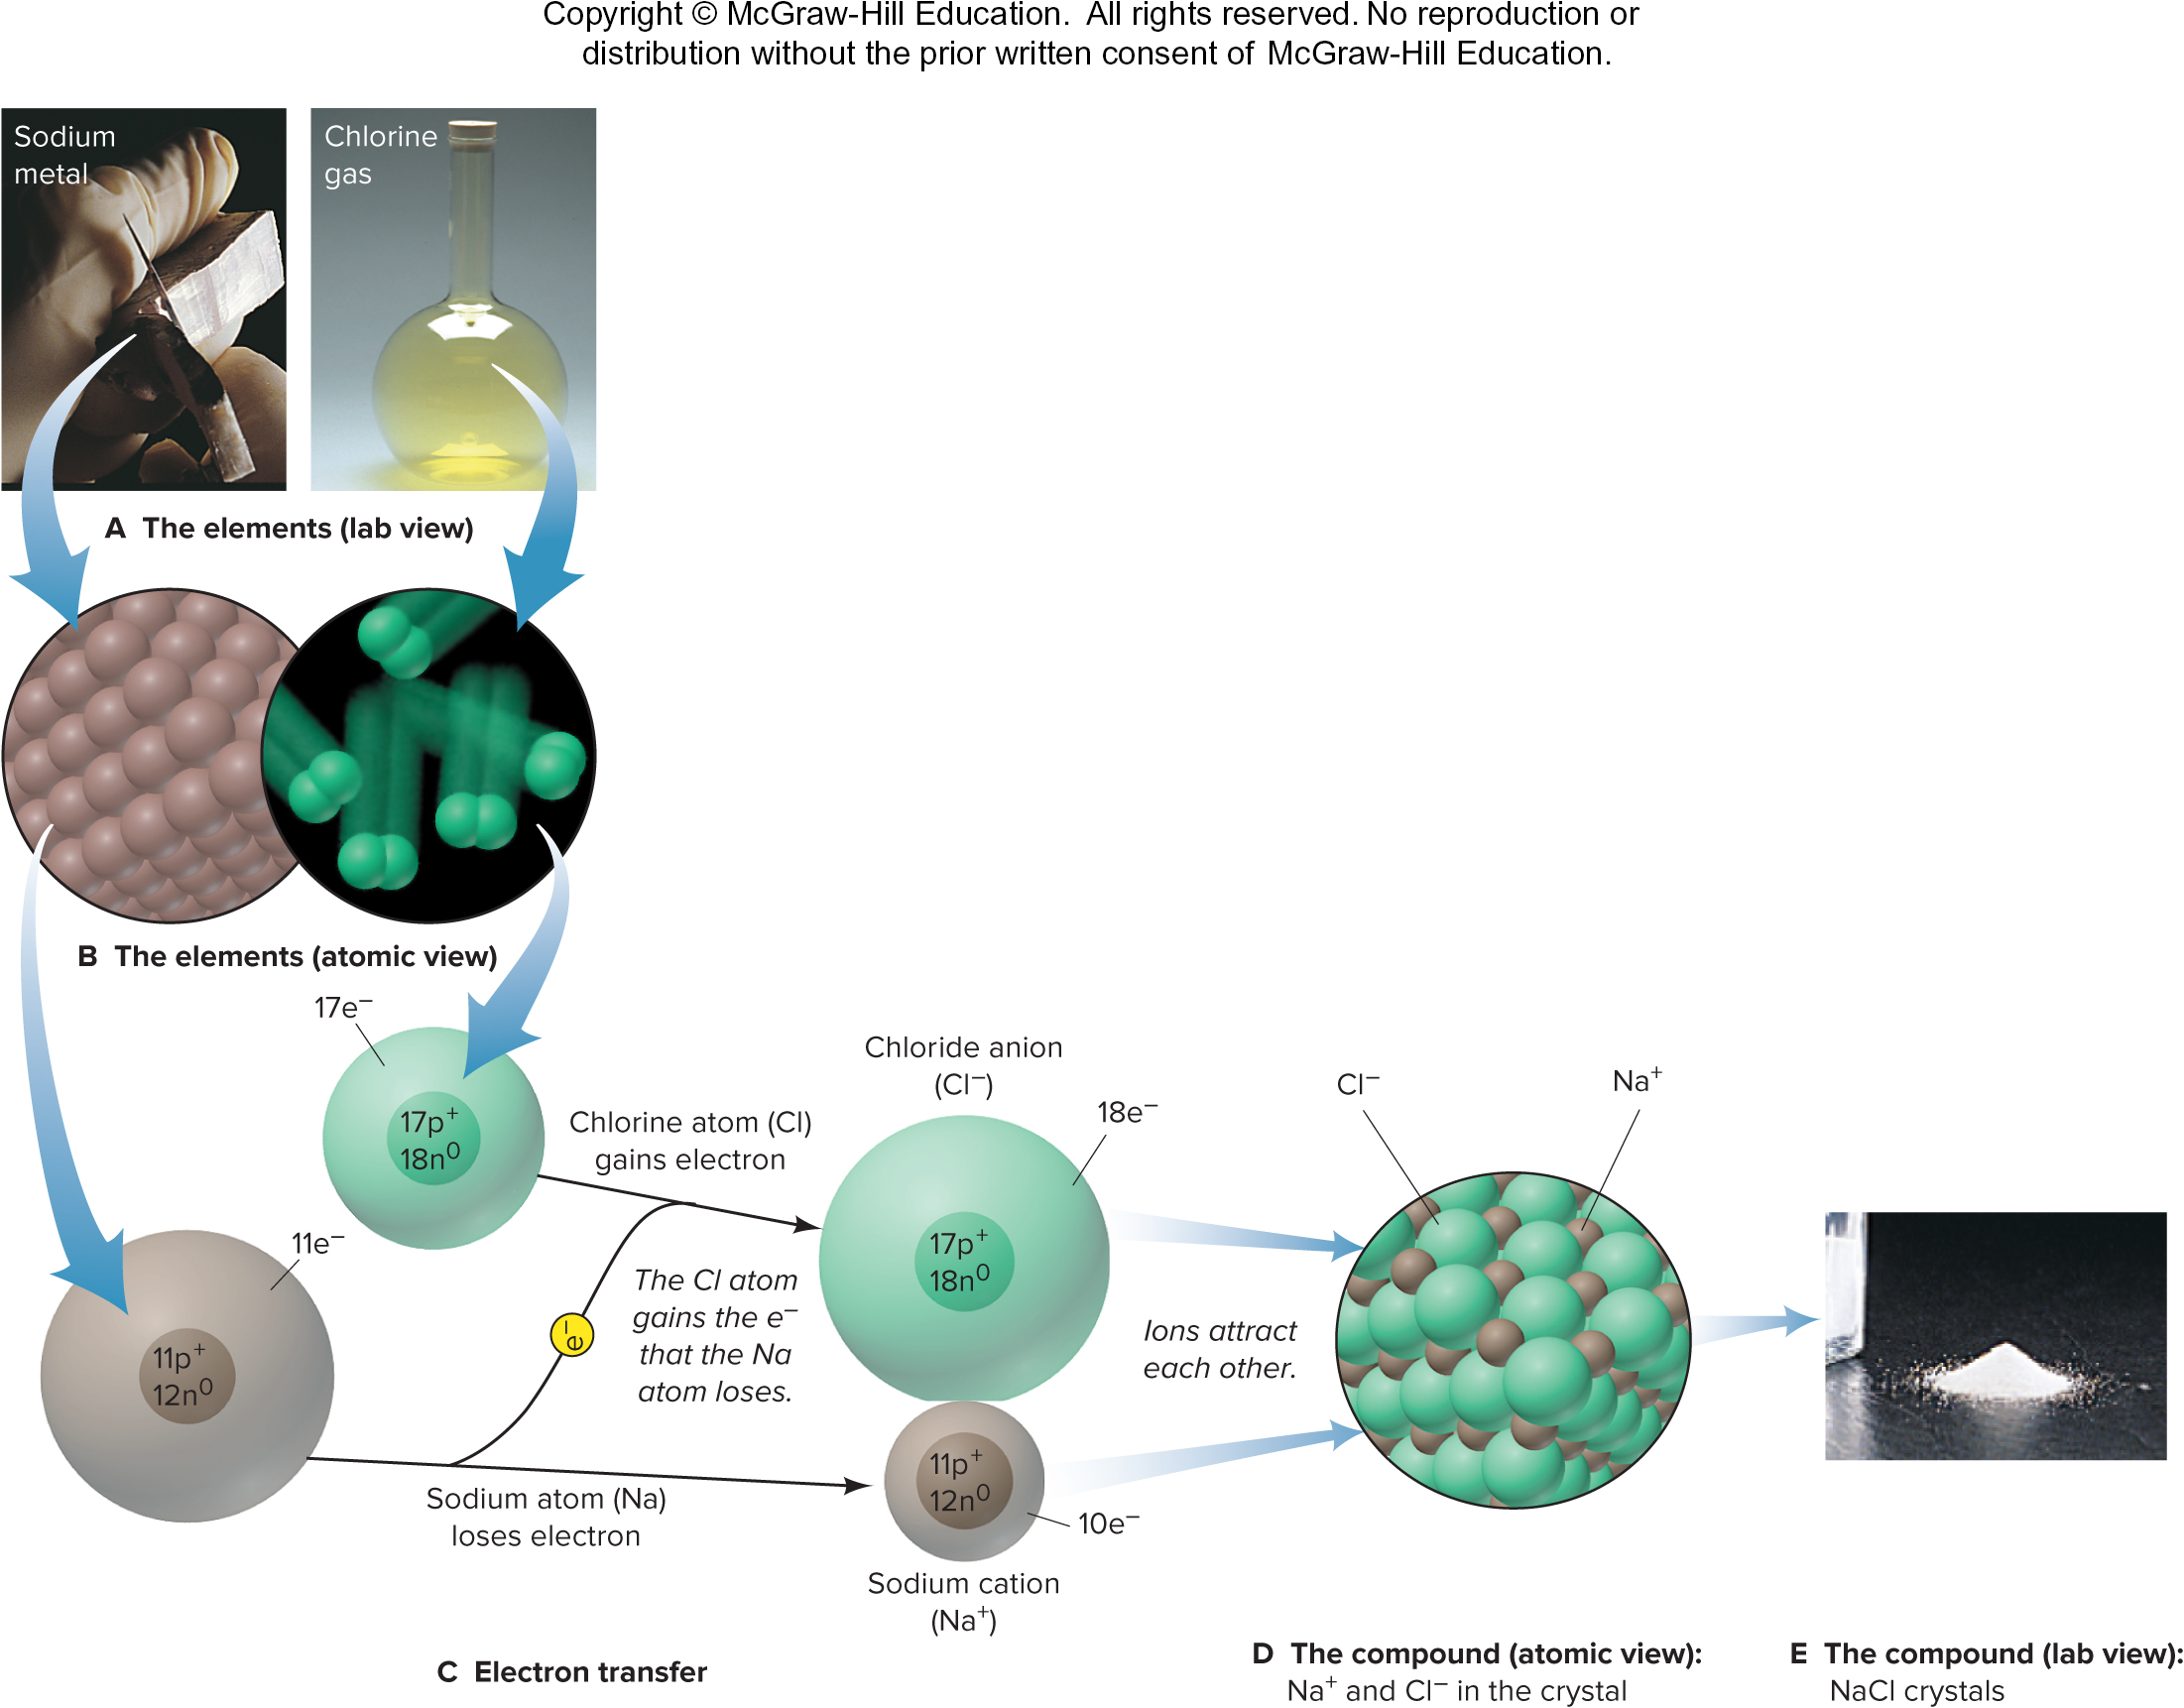 Copyright © McGraw-Hill Education. All rights reserved. No reproduction or
distribution without the prior written consent of McGraw-Hill Education.
Sodium
metal
Chlorine
gas
A The elements (lab view)
B The elements (atomic view)
17e⁻
17p⁺
18n⁰
Chlorine atom (Cl)
gains electron
Chloride anion
(Cl⁻)
18e⁻
17p⁺
18n⁰
11e⁻
11p⁺
12n⁰
e⁻
The Cl atom
gains the e⁻
that the Na
atom loses.
Sodium atom (Na)
loses electron
11p⁺
12n⁰
10e⁻
Sodium cation
(Na⁺)
Ions attract
each other.
Cl⁻
Na⁺
C Electron transfer
D The compound (atomic view):
Na⁺ and Cl⁻ in the crystal
E The compound (lab view):
NaCl crystals